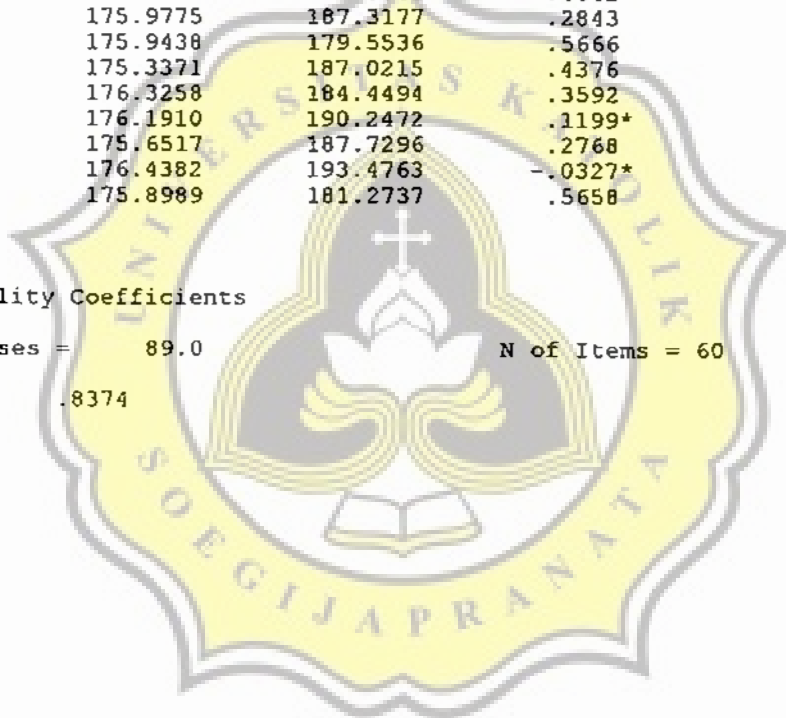 175.9775 187.3177 .2843
175.9438 179.5536 .5666
175.3371 187.0215 .4376
176.3258 184.4494 .3592
176.1910 190.2472 .1199*
175.6517 187.7296 .2768
176.4382 193.4763 -.0327*
175.8989 181.2737 .5658
lity Coefficients
ses = 89.0 N of Items = 60
.8374
UNIVERSITAS KATOLIK
SOEGIJAPRANATA